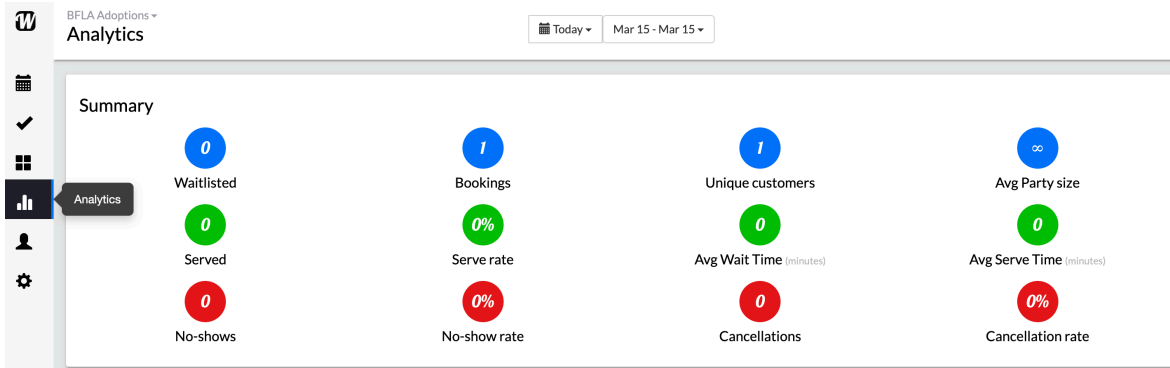 W
BFLA Adoptions
Analytics
Today
Mar 15 - Mar 15
Summary
0
1
1
∞
Waitlisted
Bookings
Unique customers
Avg Party size
Analytics
0
0%
0
0
Served
Serve rate
Avg Wait Time (minutes)
Avg Serve Time (minutes)
0
0%
0
0%
No-shows
No-show rate
Cancellations
Cancellation rate